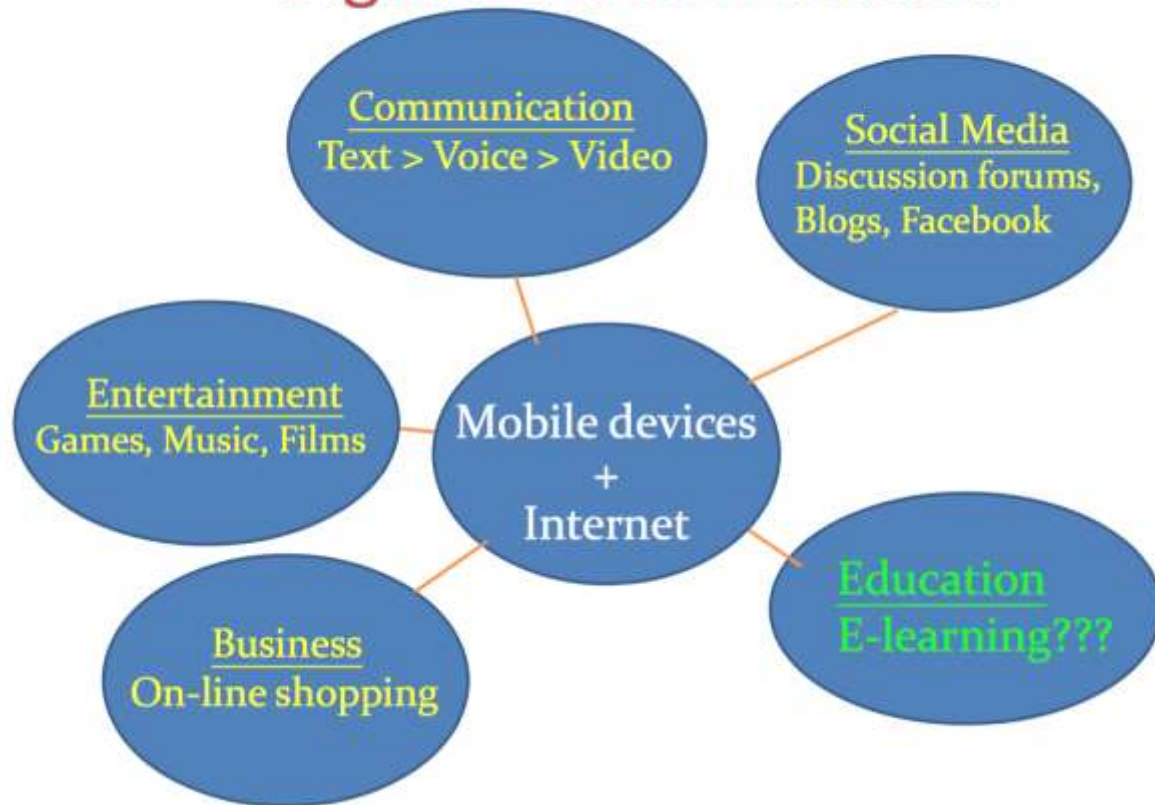 Communication
Text > Voice > Video
Social Media
Discussion forums,
Blogs, Facebook
Entertainment
Games, Music, Films
Mobile devices
+
Internet
Education
E-learning???
Business
On-line shopping